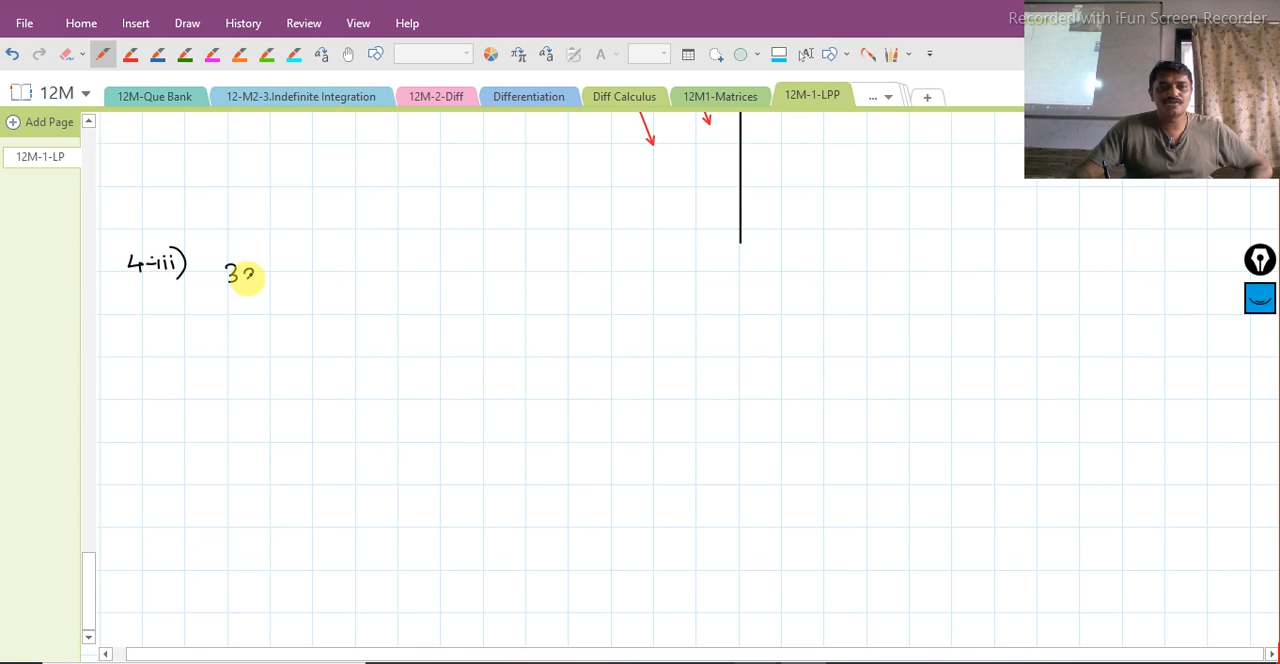 File Home Insert Draw History Review View Help
Recorded with iFun Screen Recorder
12M 12M-Que Bank 12-M2-3.Indefinite Integration 12M-2-Diff Differentiation Diff Calculus 12M1-Matrices 12M-1-LPP ...
Add Page
12M-1-LP
4-iii) 3